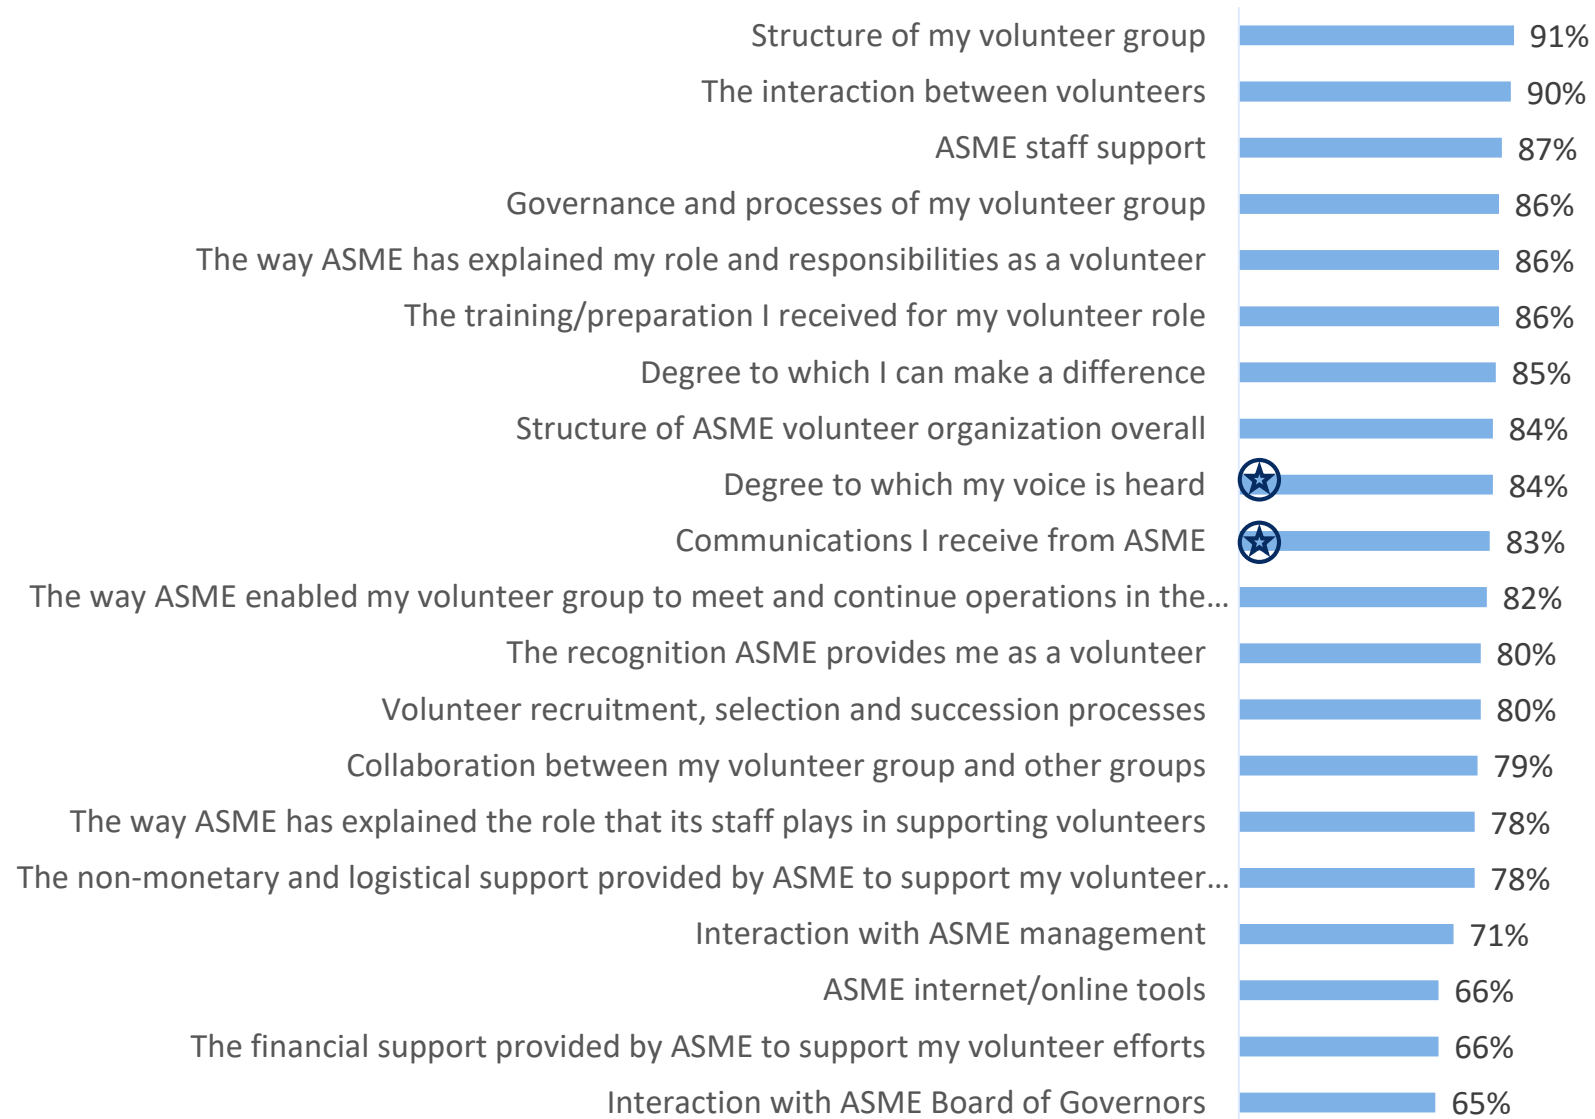 Structure of my volunteer group 91%
The interaction between volunteers 90%
ASME staff support 87%
Governance and processes of my volunteer group 86%
The way ASME has explained my role and responsibilities as a volunteer 86%
The training/preparation I received for my volunteer role 86%
Degree to which I can make a difference 85%
Structure of ASME volunteer organization overall 84%
Degree to which my voice is heard 84%
Communications I receive from ASME 83%
The way ASME enabled my volunteer group to meet and continue operations in the… 82%
The recognition ASME provides me as a volunteer 80%
Volunteer recruitment, selection and succession processes 80%
Collaboration between my volunteer group and other groups 79%
The way ASME has explained the role that its staff plays in supporting volunteers 78%
The non-monetary and logistical support provided by ASME to support my volunteer… 78%
Interaction with ASME management 71%
ASME internet/online tools 66%
The financial support provided by ASME to support my volunteer efforts 66%
Interaction with ASME Board of Governors 65%